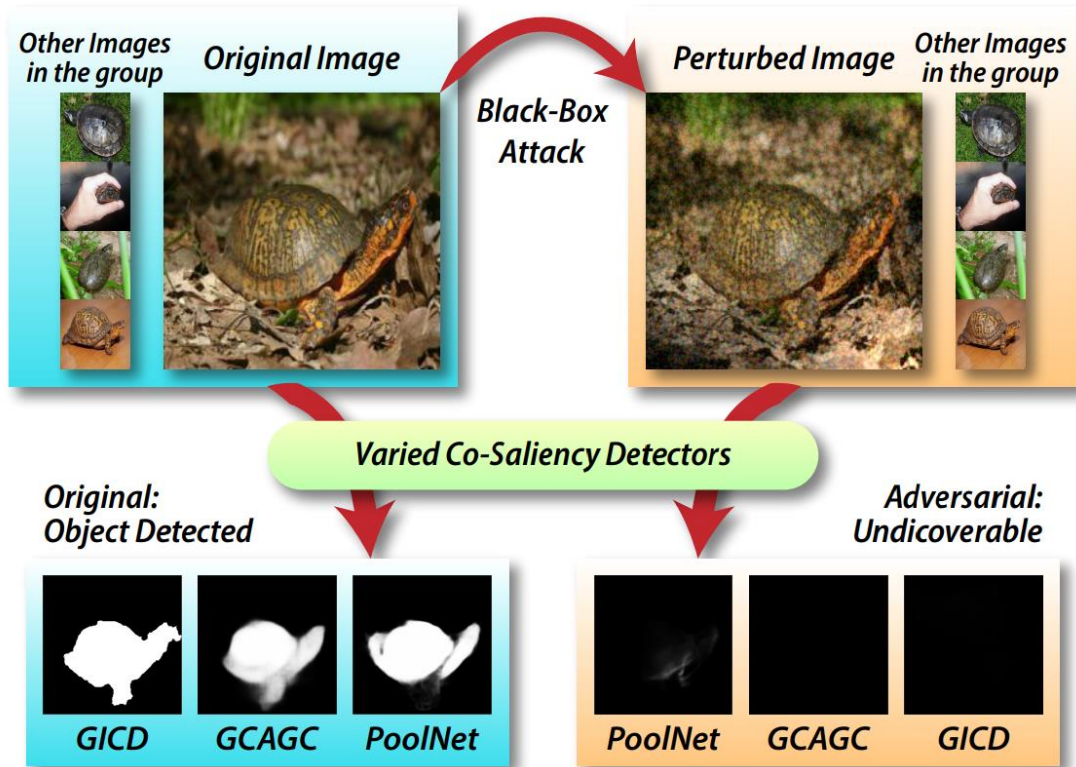 Other Images
in the group
Original Image
Black-Box
Attack
Perturbed Image
Other Images
in the group
Varied Co-Saliency Detectors
Original:
Object Detected
Adversarial:
Undicoverable
GICD
GCAGC
PoolNet
PoolNet
GCAGC
GICD